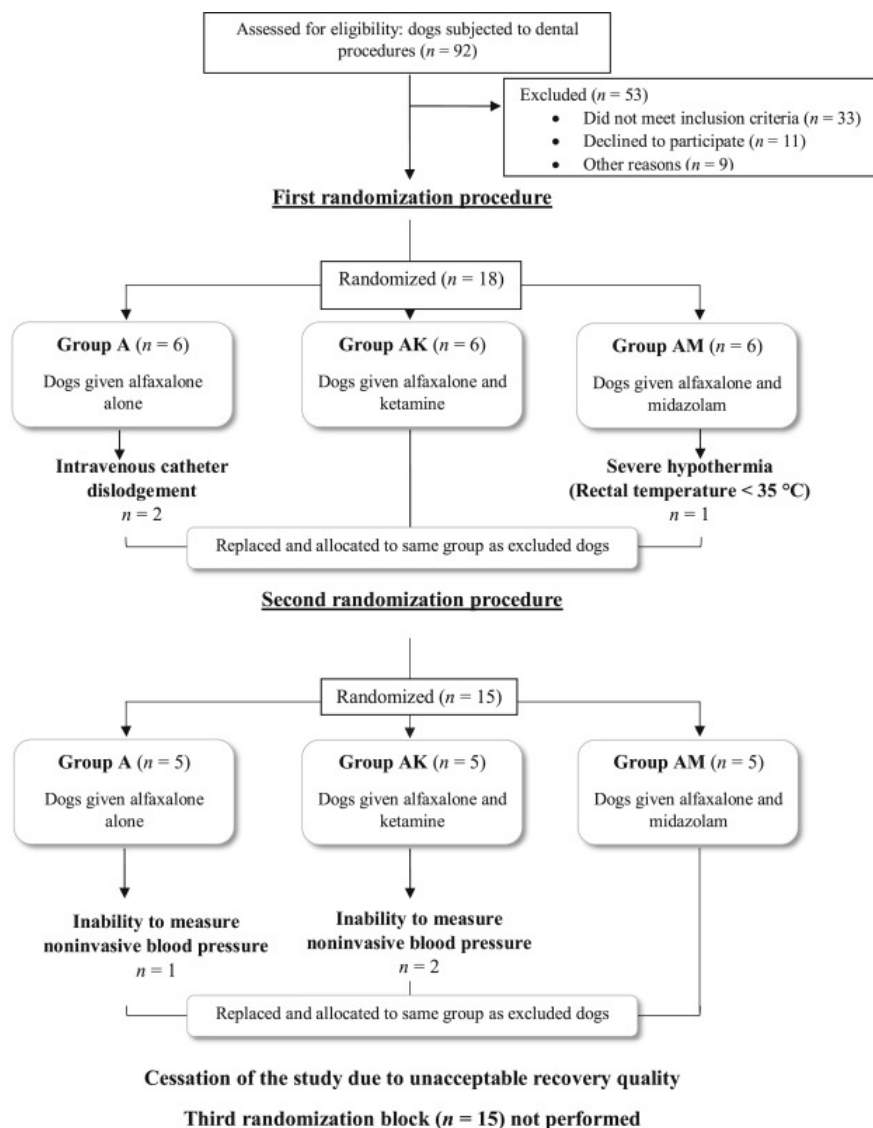 Assessed for eligibility: dogs subjected to dental
procedures (n = 92)
Excluded (n = 53)
• Did not meet inclusion criteria (n = 33)
• Declined to participate (n = 11)
• Other reasons (n = 9)
First randomization procedure
Randomized (n = 18)
Group A (n = 6)
Dogs given alfaxalone
alone
Group AK (n = 6)
Dogs given alfaxalone and
ketamine
Group AM (n = 6)
Dogs given alfaxalone and
midazolam
Intravenous catheter
dislodgement
n = 2
Severe hypothermia
(Rectal temperature < 35 °C)
n = 1
Replaced and allocated to same group as excluded dogs
Second randomization procedure
Randomized (n = 15)
Group A (n = 5)
Dogs given alfaxalone
alone
Group AK (n = 5)
Dogs given alfaxalone and
ketamine
Group AM (n = 5)
Dogs given alfaxalone and
midazolam
Inability to measure
noninvasive blood pressure
n = 1
Inability to measure
noninvasive blood pressure
n = 2
Replaced and allocated to same group as excluded dogs
Cessation of the study due to unacceptable recovery quality
Third randomization block (n = 15) not performed